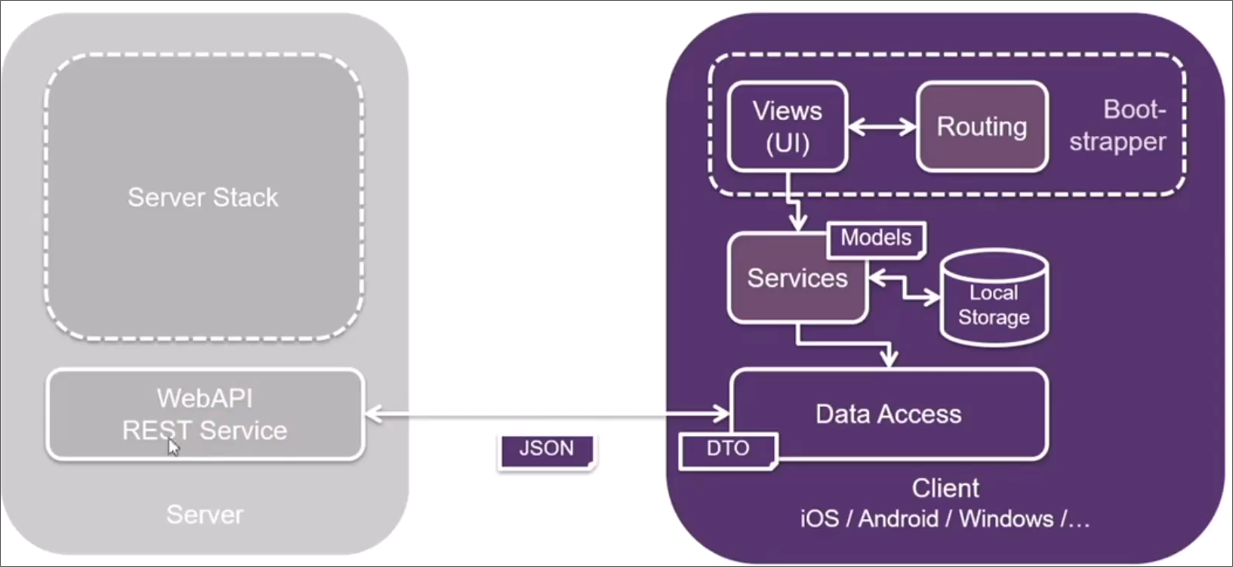 Server Stack
WebAPI
REST Service
Server
JSON
Views
(UI)
Routing
Boot-
strapper
Models
Services
Local
Storage
Data Access
DTO
Client
iOS / Android / Windows /...